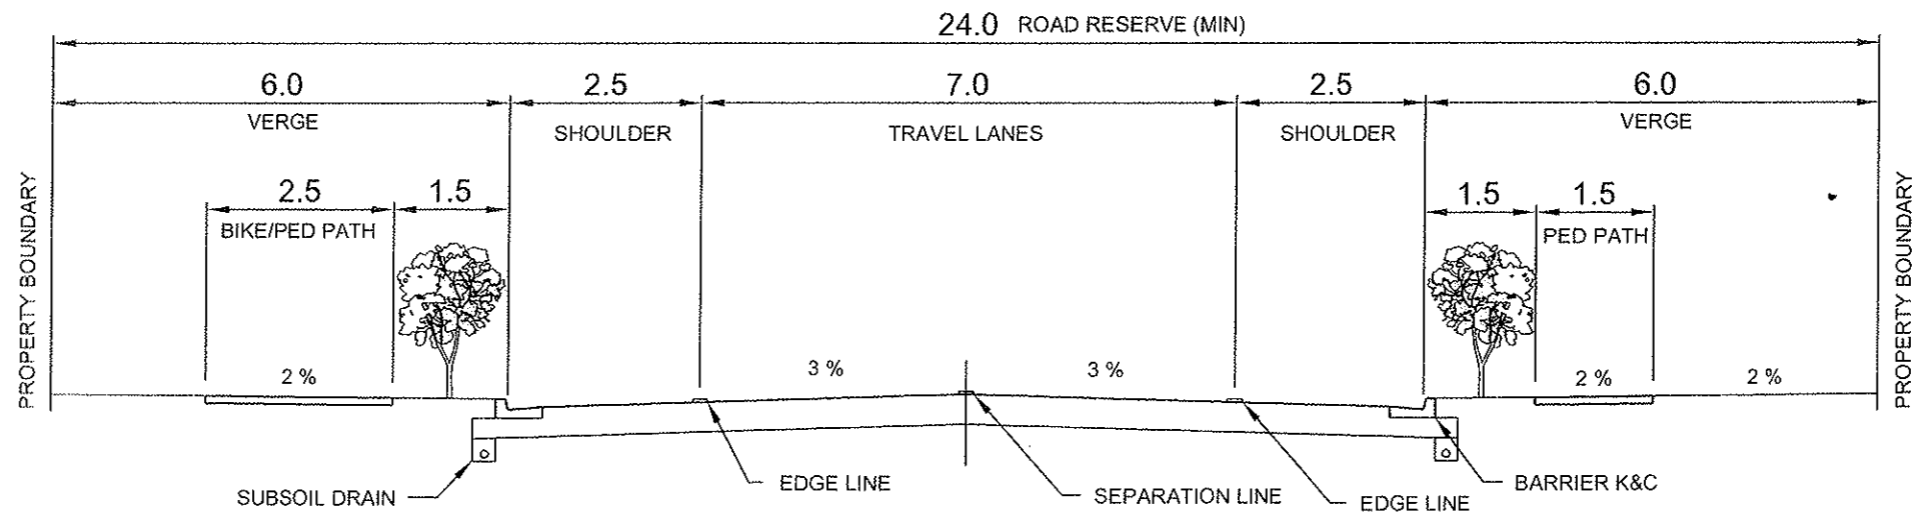 24.0 ROAD RESERVE (MIN)
6.0 2.5 7.0 2.5 6.0
VERGE SHOULDER TRAVEL LANES SHOULDER VERGE
2.5 1.5 1.5 1.5
BIKE/PED PATH PED PATH
PROPERTY BOUNDARY
PROPERTY BOUNDARY
2 % 3 % 3 % 2 % 2 %
SUBSOIL DRAIN EDGE LINE SEPARATION LINE EDGE LINE BARRIER K&C